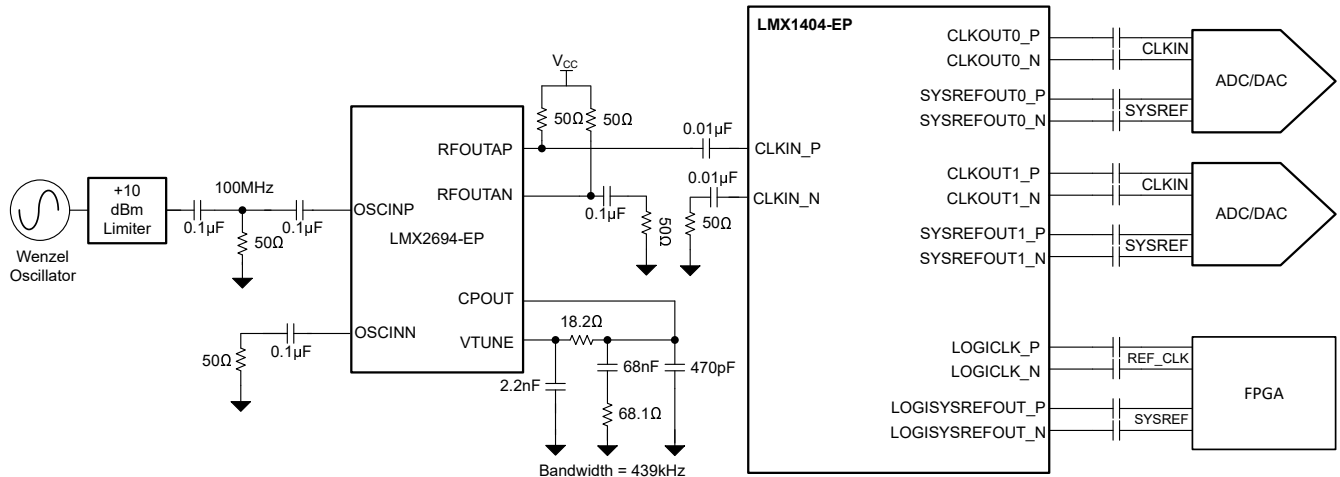 LMX1404-EP
CLKOUT0_P
CLKOUT0_N
CLKIN
ADC/DAC
SYSREFOUT0_P
SYSREFOUT0_N
SYSREF
VCC
50Ω
50Ω
RFOUTAP
0.01µF
CLKIN_P
0.01µF
CLKIN_N
50Ω
RFOUTAN
0.1µF
50Ω
CLKOUT1_P
CLKOUT1_N
CLKIN
ADC/DAC
SYSREFOUT1_P
SYSREFOUT1_N
SYSREF
+10
dBm
Limiter
100MHz
0.1µF
50Ω
0.1µF
OSCINP
LMX2694-EP
Wenzel
Oscillator
CPOUT
VTUNE
18.2Ω
OSCINN
0.1µF
50Ω
2.2nF
68nF
470pF
68.1Ω
Bandwidth = 439kHz
LOGICLK_P
LOGICLK_N
REF_CLK
FPGA
LOGISYSREFOUT_P
LOGISYSREFOUT_N
SYSREF